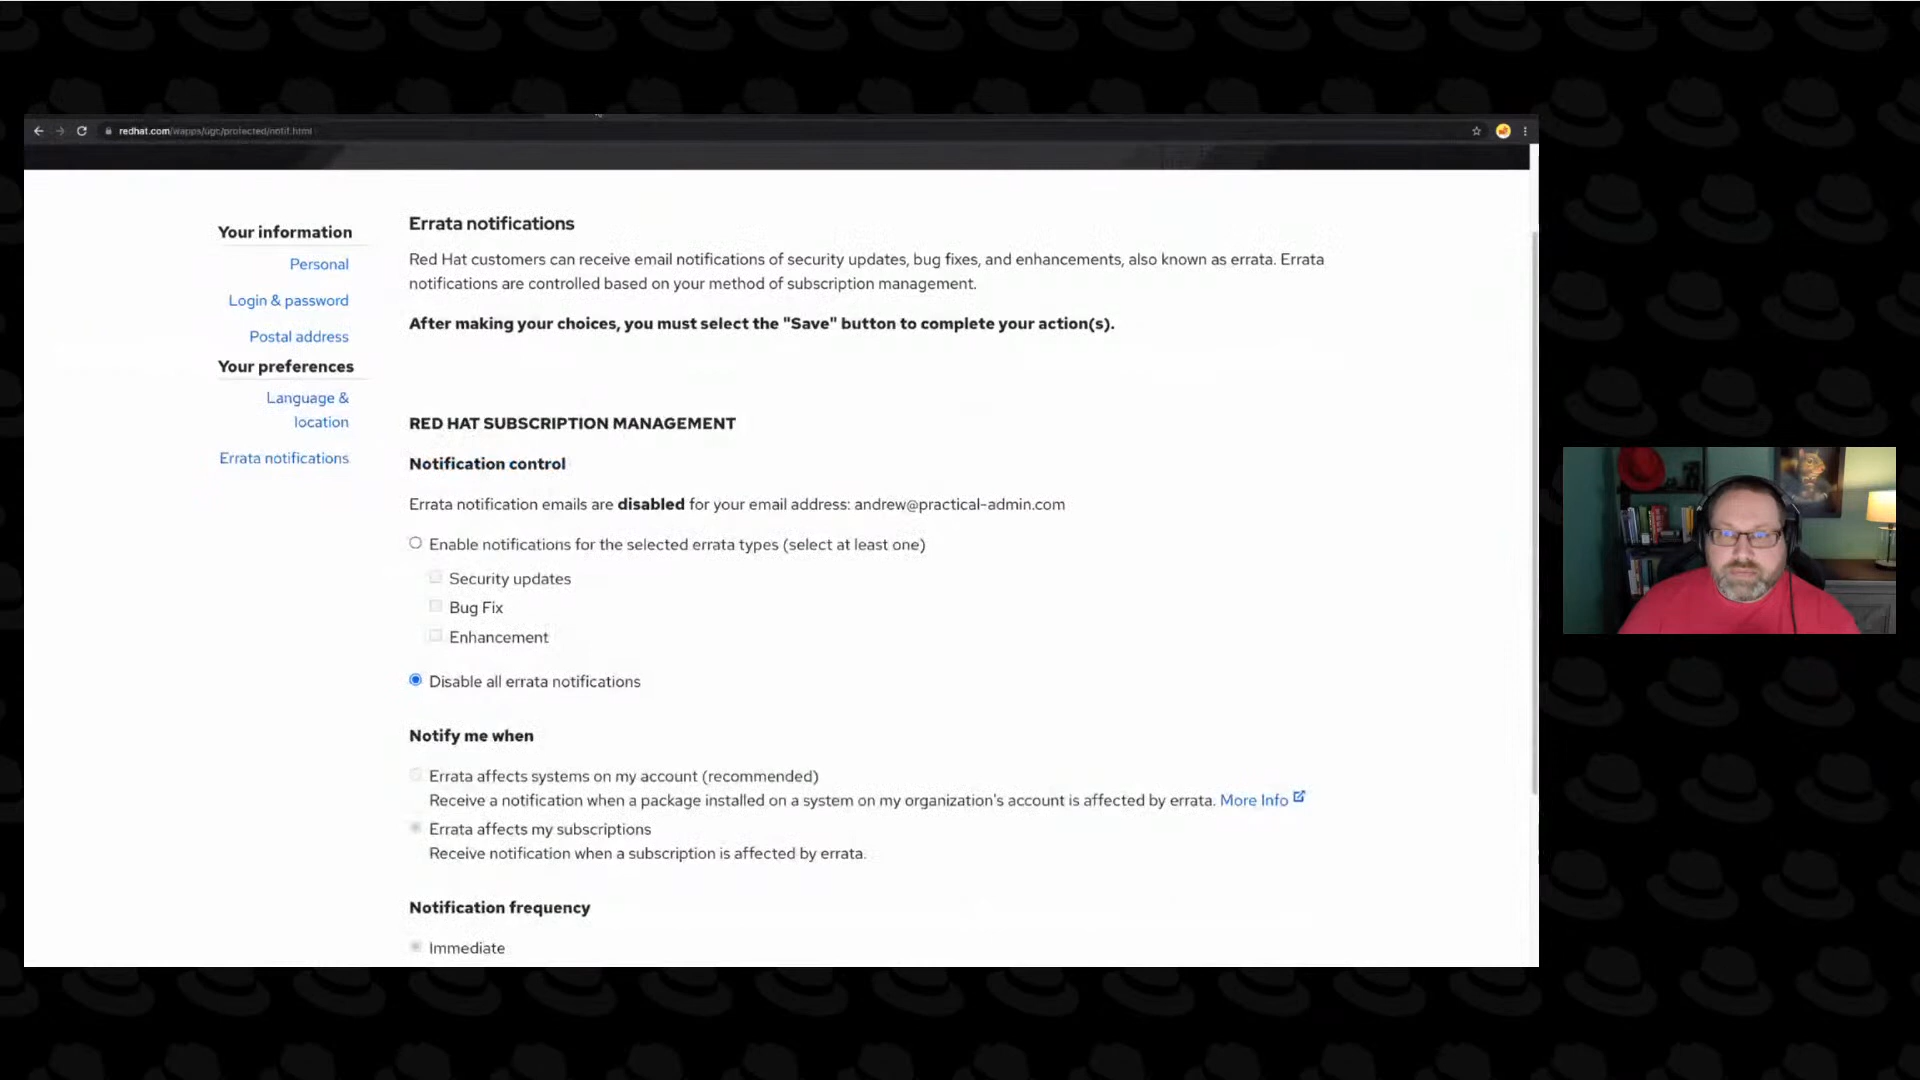 redhat.com/wapps/ugc/protected/notif.html
Your information
Personal
Login & password
Postal address
Your preferences
Language &
location
Errata notifications
Errata notifications
Red Hat customers can receive email notifications of security updates, bug fixes, and enhancements, also known as errata. Errata
notifications are controlled based on your method of subscription management.
After making your choices, you must select the "Save" button to complete your action(s).
RED HAT SUBSCRIPTION MANAGEMENT
Notification control
Errata notification emails are disabled for your email address: andrew@practical-admin.com
Enable notifications for the selected errata types (select at least one)
Security updates
Bug Fix
Enhancement
Disable all errata notifications
Notify me when
Errata affects systems on my account (recommended)
Receive a notification when a package installed on a system on my organization's account is affected by errata. More Info
Errata affects my subscriptions
Receive notification when a subscription is affected by errata.
Notification frequency
Immediate